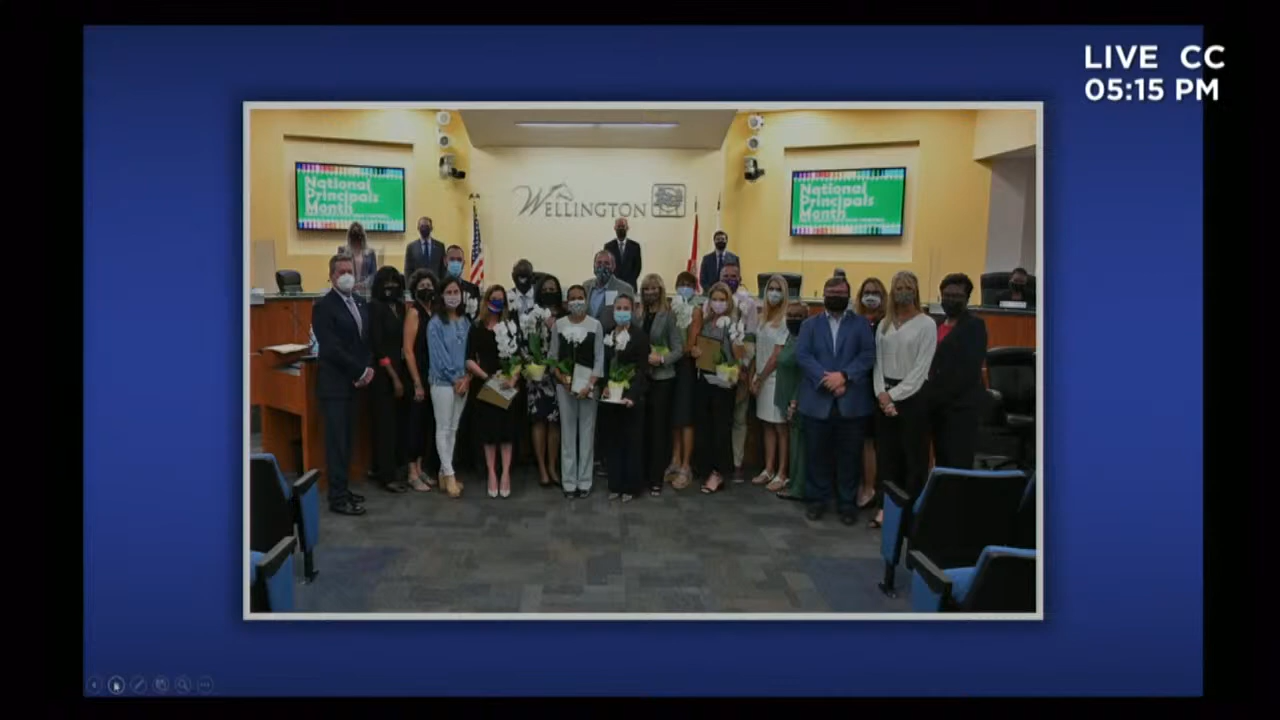 LIVE CC
05:15 PM
WELLINGTON
National
Principals
Month
National
Principals
Month